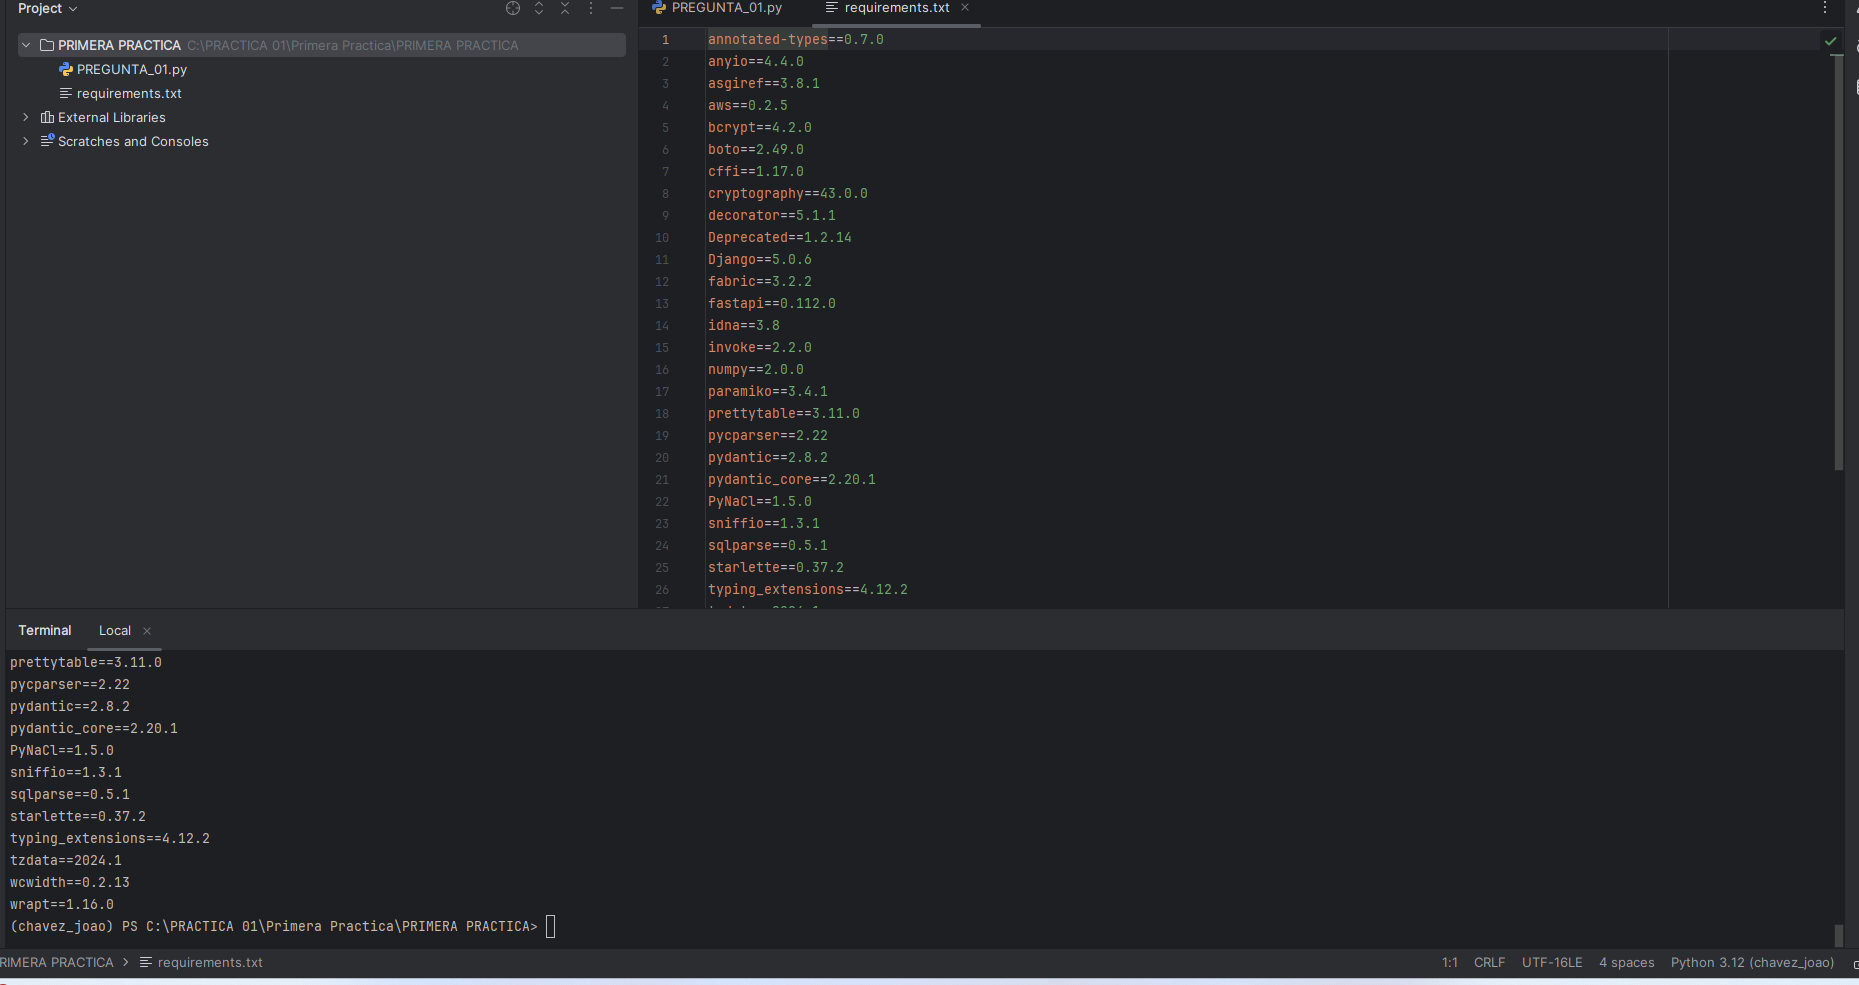 Project
PRIMERA PRACTICA C:\PRACTICA 01\Primera Practica\PRIMERA PRACTICA
PREGUNTA_01.py
requirements.txt
External Libraries
Scratches and Consoles
PREGUNTA_01.py requirements.txt
1 annotated-types==0.7.0
2 anyio==4.4.0
3 asgiref==3.8.1
4 aws==0.2.5
5 bcrypt==4.2.0
6 boto==2.49.0
7 cffi==1.17.0
8 cryptography==43.0.0
9 decorator==5.1.1
10 Deprecated==1.2.14
11 Django==5.0.6
12 fabric==3.2.2
13 fastapi==0.112.0
14 idna==3.8
15 invoke==2.2.0
16 numpy==2.0.0
17 paramiko==3.4.1
18 prettytable==3.11.0
19 pycparser==2.22
20 pydantic==2.8.2
21 pydantic_core==2.20.1
22 PyNaCl==1.5.0
23 sniffio==1.3.1
24 sqlparse==0.5.1
25 starlette==0.37.2
26 typing_extensions==4.12.2
Terminal Local
prettytable==3.11.0
pycparser==2.22
pydantic==2.8.2
pydantic_core==2.20.1
PyNaCl==1.5.0
sniffio==1.3.1
sqlparse==0.5.1
starlette==0.37.2
typing_extensions==4.12.2
tzdata==2024.1
wcwidth==0.2.13
wrapt==1.16.0
(chavez_joao) PS C:\PRACTICA 01\Primera Practica\PRIMERA PRACTICA>
RIMERA PRACTICA > requirements.txt 1:1 CRLF UTF-16LE 4 spaces Python 3.12 (chavez_joao)